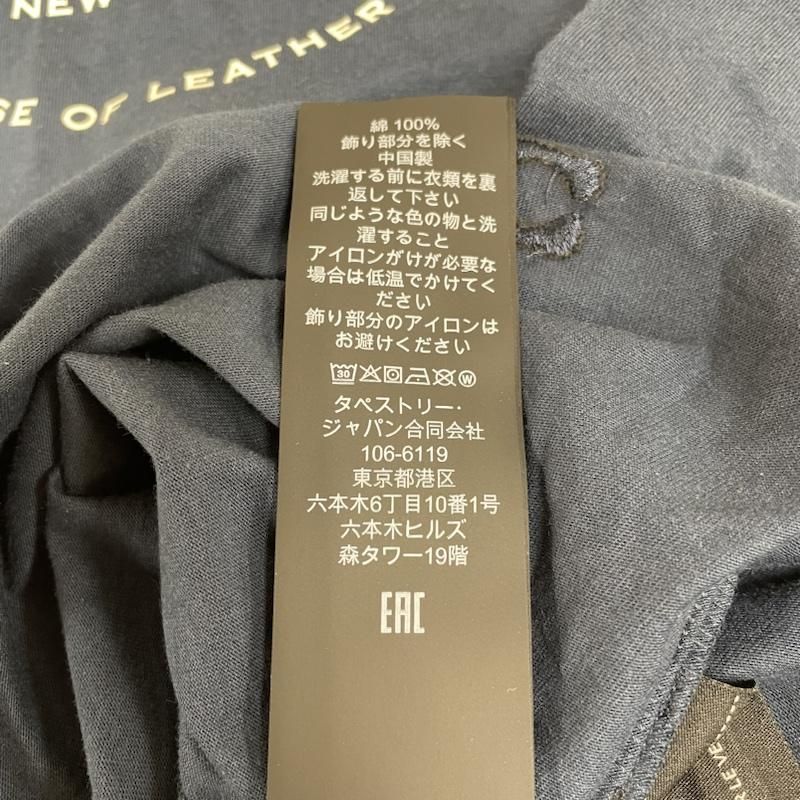 NEW
OF LEATHER
綿 100%
飾り部分を除く
中国製
洗濯する前に衣類を裏
返して下さい
同じような色の物と洗
濯すること
アイロンがけが必要な
場合は低温でかけてく
ださい
飾り部分のアイロンは
お避けください
30 W
タペストリー・
ジャパン合同会社
106-6119
東京都港区
六本木6丁目10番1号
六本木ヒルズ
森タワー19階
EAC